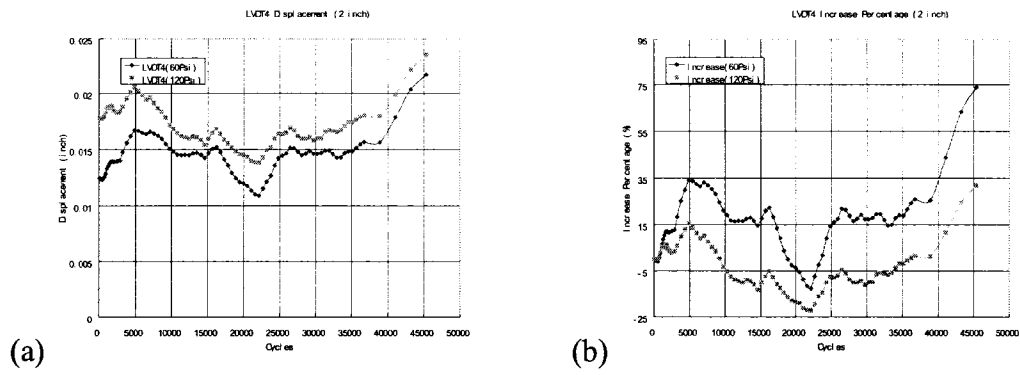 LVDT4 Displacement (2 inch)
LVDT4(60Psi)
LVDT4(120Psi)
Displacement (inch)
0.025
0.02
0.015
0.01
0.005
0
0 5000 10000 15000 20000 25000 30000 35000 40000 45000 50000
Cycles
(a)
LVDT4 Increase Percentage (2 inch)
Increase(60Psi)
Increase(120Psi)
Increase Percentage (%)
95
75
55
35
15
-5
-25
0 5000 10000 15000 20000 25000 30000 35000 40000 45000 50000
Cycles
(b)